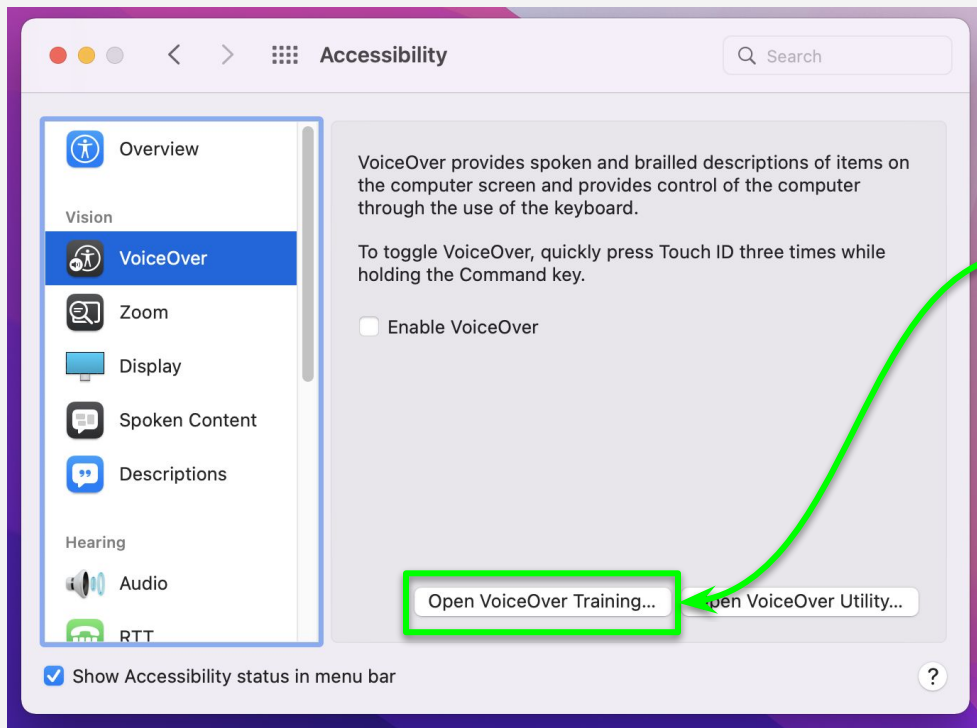 Accessibility
Search
Overview
Vision
VoiceOver
Zoom
Display
Spoken Content
Descriptions
Hearing
Audio
RTT
VoiceOver provides spoken and brailled descriptions of items on
the computer screen and provides control of the computer
through the use of the keyboard.
To toggle VoiceOver, quickly press Touch ID three times while
holding the Command key.
Enable VoiceOver
Open VoiceOver Training...
Open VoiceOver Utility...
Show Accessibility status in menu bar
?